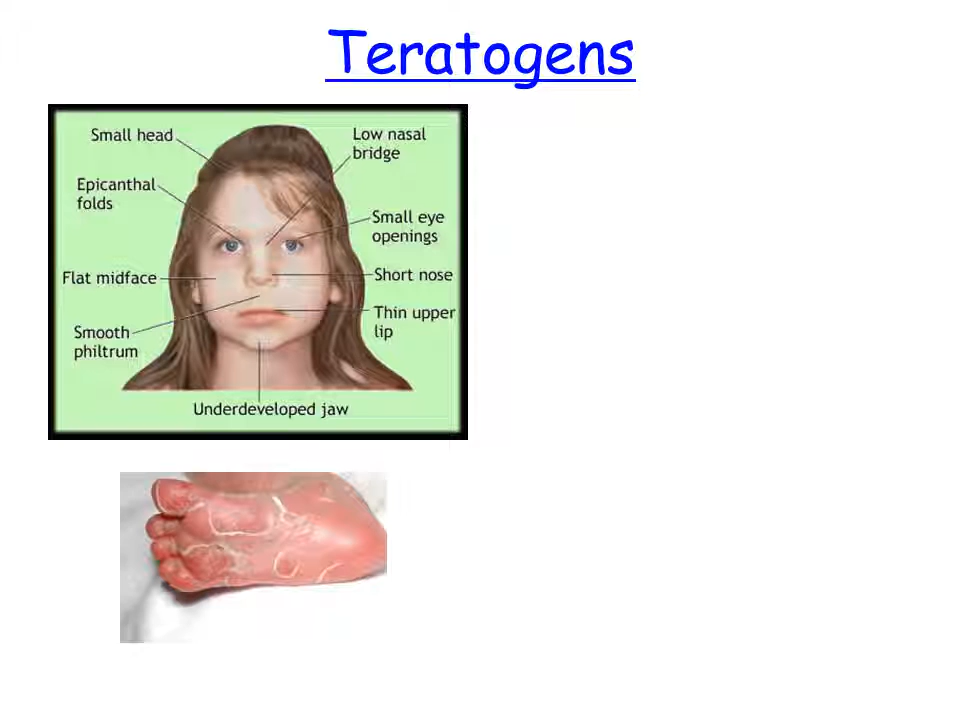 Teratogens
Small head
Low nasal
bridge
Epicanthal
folds
Small eye
openings
Flat midface
Short nose
Thin upper
lip
Smooth
philtrum
Underdeveloped jaw